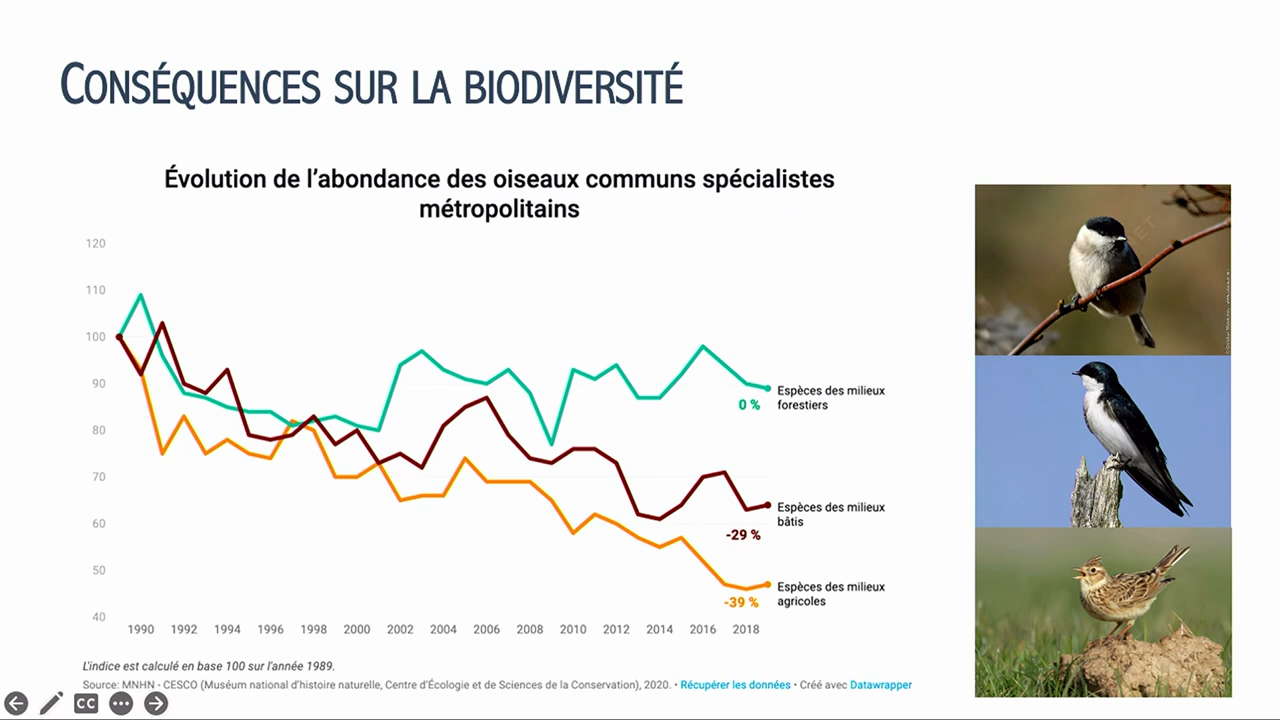 CONSÉQUENCES SUR LA BIODIVERSITÉ
Évolution de l'abondance des oiseaux communs spécialistes
métropolitains
120
110
100
90
80
70
60
50
40
Espèces des milieux
forestiers
0 %
Espèces des milieux
bâtis
-29 %
Espèces des milieux
agricoles
-39 %
1990 1992 1994 1996 1998 2000 2002 2004 2006 2008 2010 2012 2014 2016 2018
L'indice est calculé en base 100 sur l'année 1989.
Source: MNHN - CESCO (Muséum national d'histoire naturelle, Centre d'Écologie et de Sciences de la Conservation), 2020. • Récupérer les données • Créé avec Datawrapper
CC